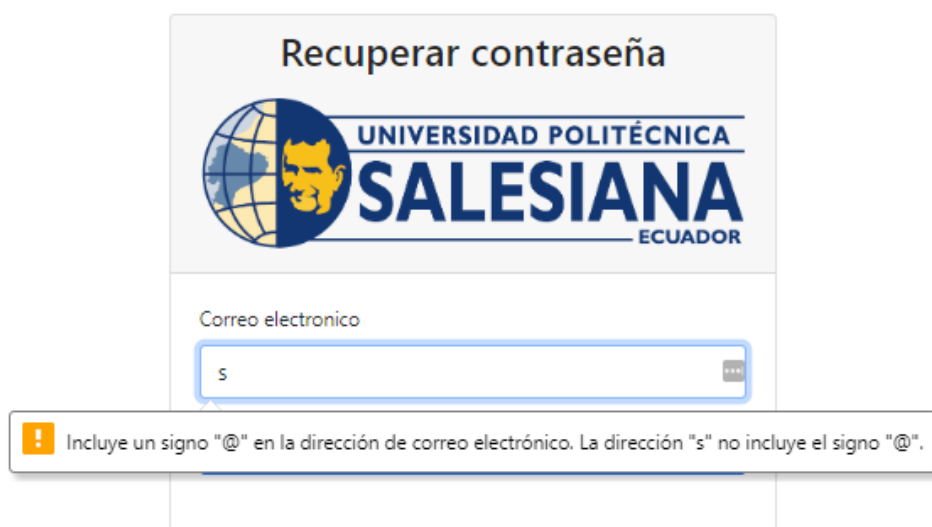 Recuperar contraseña
UNIVERSIDAD POLITÉCNICA
SALESIANA
ECUADOR
Correo electronico
s
Incluye un signo "@" en la dirección de correo electrónico. La dirección "s" no incluye el signo "@".